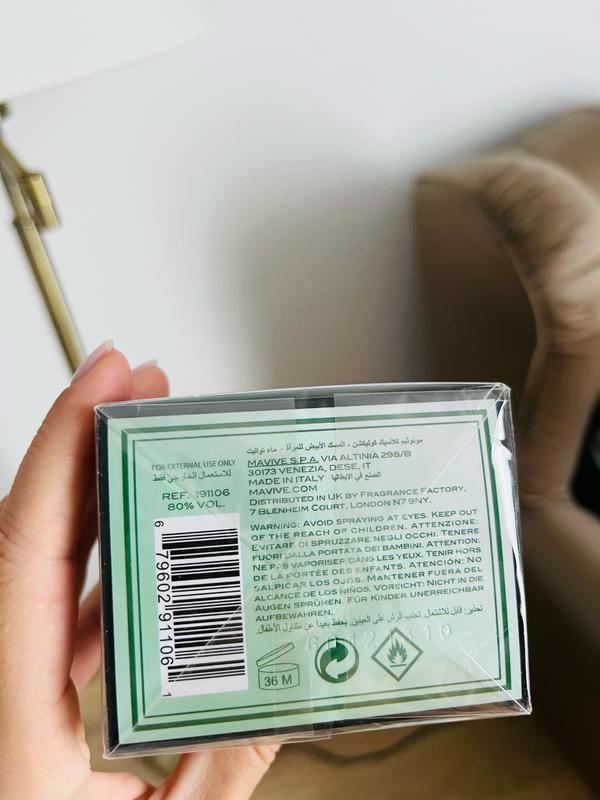 FOR EXTERNAL USE ONLY
للاستعمال الخارجي فقط
REF: 191106
80% VOL.
6 79602 91106 1
مونوثيم كلاسيك كوليكشن - المسك الأبيض للمرأة - ماء تواليت
MAVIVE S.P.A. VIA ALTINIA 298/B
30173 VENEZIA, DESE, IT
MADE IN ITALY الصنع في الايطاليا
MAVIVE.COM
DISTRIBUTED IN UK BY FRAGRANCE FACTORY,
7 BLENHEIM COURT, LONDON N7 9NY.
WARNING: AVOID SPRAYING AT EYES. KEEP OUT
OF THE REACH OF CHILDREN. ATTENZIONE:
EVITARE DI SPRUZZARE NEGLI OCCHI. TENERE
FUORI DALLA PORTATA DEI BAMBINI. ATTENTION:
NE PAS VAPORISER DANS LES YEUX. TENIR HORS
DE LA PORTÉE DES ENFANTS. ATENCIÓN: NO
SALPICAR LOS OJOS. MANTENER FUERA DEL
ALCANCE DE LOS NIÑOS. VORSICHT: NICHT IN DIE
AUGEN SPRÜHEN. FÜR KINDER UNERREICHBAR
AUFBEWAHREN.
تحذير: قابل للاشتعال. تجنب الرش على العينين. يحفظ بعيداً عن متناول الأطفال.
36 M